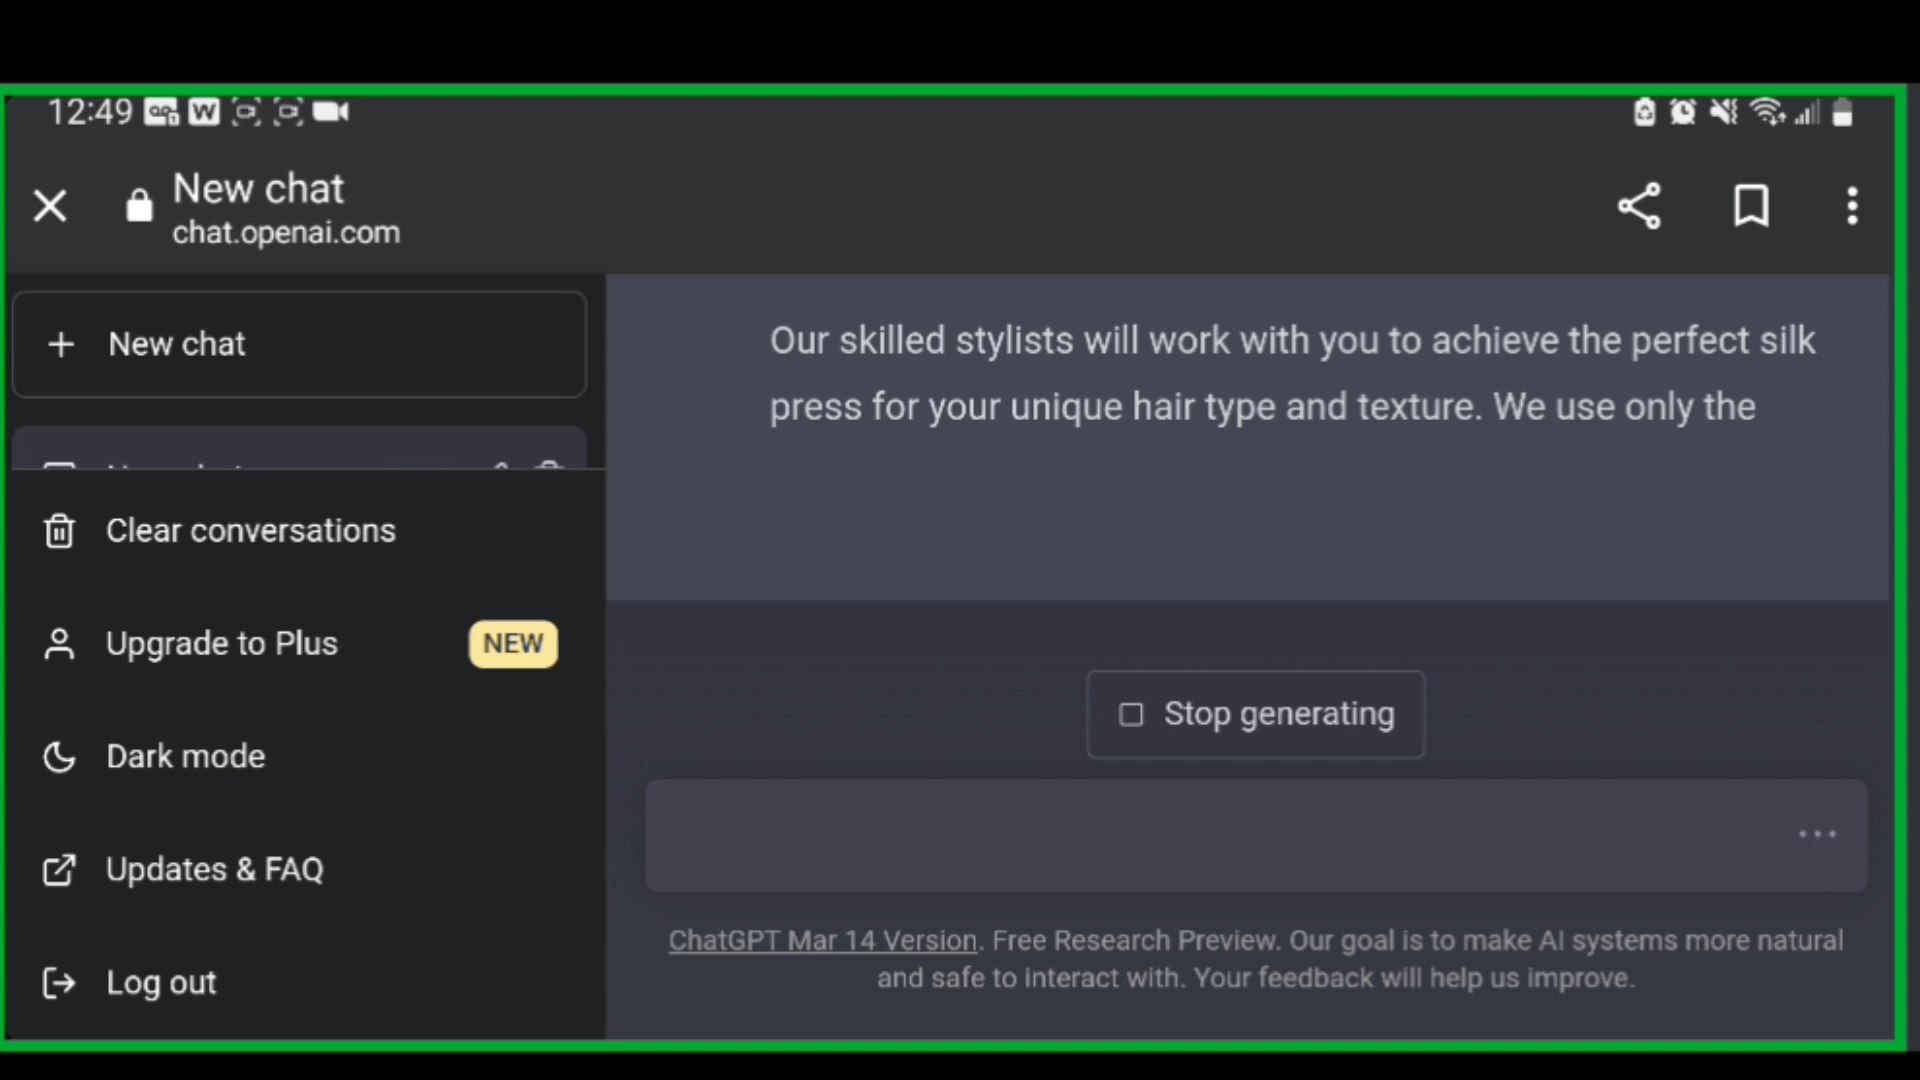 12:49
New chat
chat.openai.com
New chat
Our skilled stylists will work with you to achieve the perfect silk
press for your unique hair type and texture. We use only the
Clear conversations
Upgrade to Plus NEW
Dark mode
Updates & FAQ
Log out
Stop generating
ChatGPT Mar 14 Version. Free Research Preview. Our goal is to make AI systems more natural
and safe to interact with. Your feedback will help us improve.